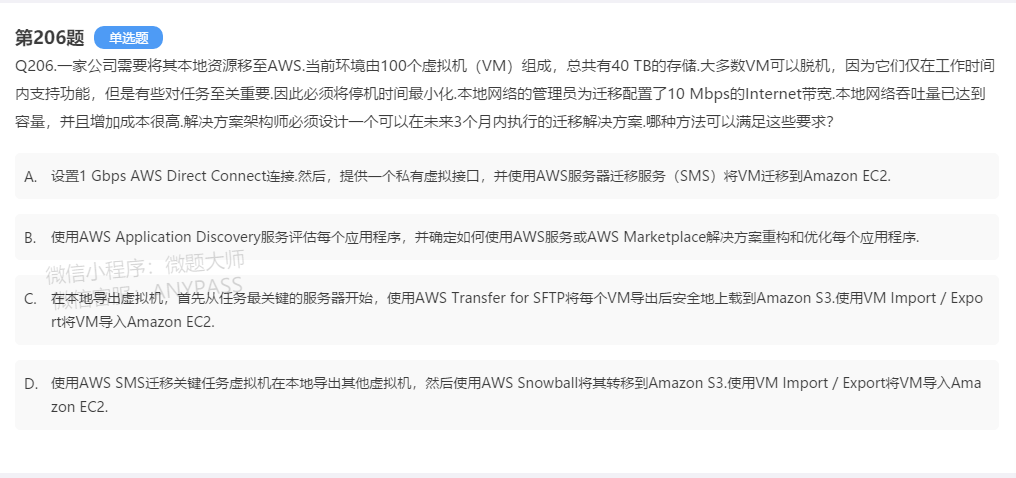 第206题 单选题
Q206.一家公司需要将其本地资源移至AWS.当前环境由100个虚拟机（VM）组成，总共有40 TB的存储.大多数VM可以脱机，因为它们仅在工作时间
内支持功能，但是有些对任务至关重要.因此必须将停机时间最小化.本地网络的管理员为迁移配置了10 Mbps的Internet带宽.本地网络吞吐量已达到
容量，并且增加成本很高.解决方案架构师必须设计一个可以在未来3个月内执行的迁移解决方案.哪种方法可以满足这些要求？
A. 设置1 Gbps AWS Direct Connect连接.然后，提供一个私有虚拟接口，并使用AWS服务器迁移服务（SMS）将VM迁移到Amazon EC2.
B. 使用AWS Application Discovery服务评估每个应用程序，并确定如何使用AWS服务或AWS Marketplace解决方案重构和优化每个应用程序.
微信小程序：微题大师
ANYPASS
C. 在本地导出虚拟机，首先从任务最关键的服务器开始，使用AWS Transfer for SFTP将每个VM导出后安全地上载到Amazon S3.使用VM Import / Expo
rt将VM导入Amazon EC2.
D. 使用AWS SMS迁移关键任务虚拟机在本地导出其他虚拟机，然后使用AWS Snowball将其转移到Amazon S3.使用VM Import / Export将VM导入Ama
zon EC2.